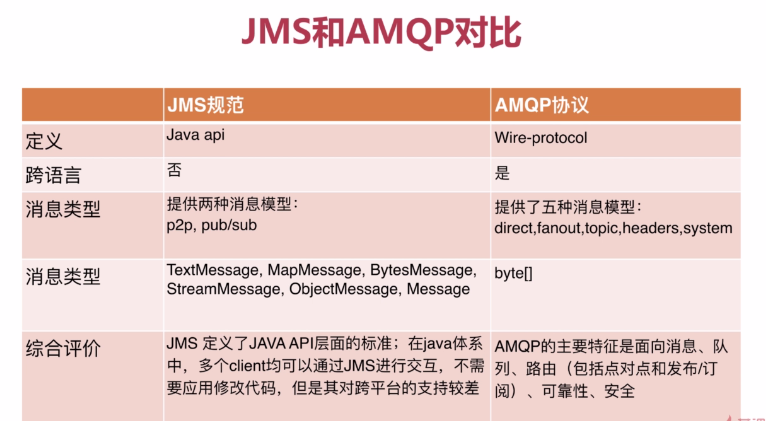 JMS和AMQP对比
JMS规范 AMQP协议
定义 Java api Wire-protocol
跨语言 否 是
消息类型 提供两种消息模型： 提供了五种消息模型：
p2p, pub/sub direct,fanout,topic,headers,system
消息类型 TextMessage, MapMessage, BytesMessage, byte[]
StreamMessage, ObjectMessage, Message
综合评价 JMS 定义了JAVA API层面的标准；在java体系 AMQP的主要特征是面向消息、队
中，多个client均可以通过JMS进行交互，不需 列、路由（包括点对点和发布/订
要应用修改代码，但是其对跨平台的支持较差 阅）、可靠性、安全